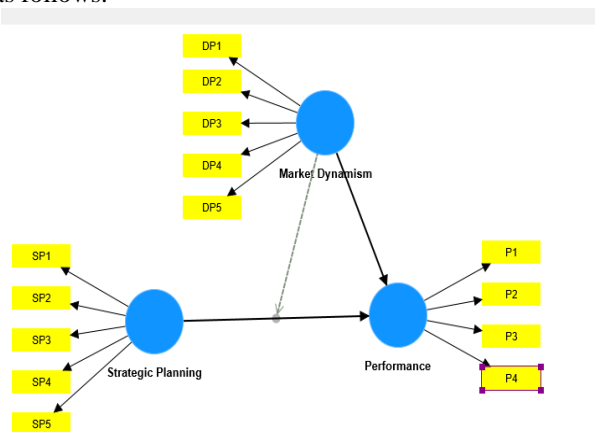 as follows:
DP1
DP2
DP3
DP4
DP5
Market Dynamism
SP1
SP2
SP3
SP4
SP5
Strategic Planning
P1
P2
P3
P4
Performance